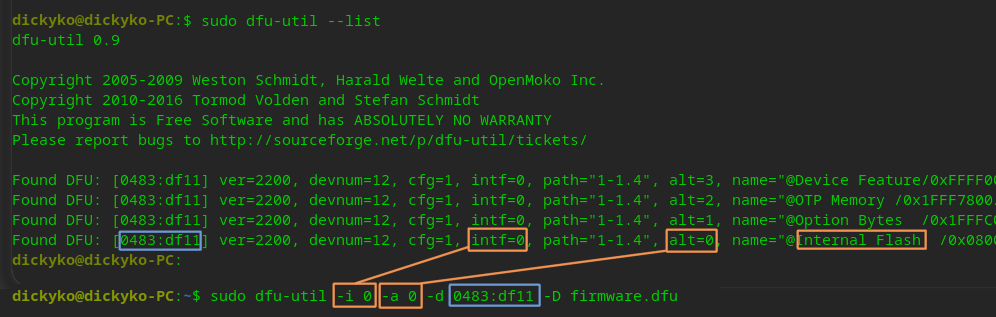 dickyko@dickyko-PC:$ sudo dfu-util --list
dfu-util 0.9
Copyright 2005-2009 Weston Schmidt, Harald Welte and OpenMoko Inc.
Copyright 2010-2016 Tormod Volden and Stefan Schmidt
This program is Free Software and has ABSOLUTELY NO WARRANTY
Please report bugs to http://sourceforge.net/p/dfu-util/tickets/
Found DFU: [0483:df11] ver=2200, devnum=12, cfg=1, intf=0, path="1-1.4", alt=3, name="@Device Feature/0xFFFF00
Found DFU: [0483:df11] ver=2200, devnum=12, cfg=1, intf=0, path="1-1.4", alt=2, name="@OTP Memory /0x1FFF7800,
Found DFU: [0483:df11] ver=2200, devnum=12, cfg=1, intf=0, path="1-1.4", alt=1, name="@Option Bytes  /0x1FFFC0
Found DFU: [0483:df11] ver=2200, devnum=12, cfg=1, intf=0, path="1-1.4", alt=0, name="@Internal Flash  /0x0800
dickyko@dickyko-PC:
dickyko@dickyko-PC:~$ sudo dfu-util -i 0 -a 0 -d 0483:df11 -D firmware.dfu